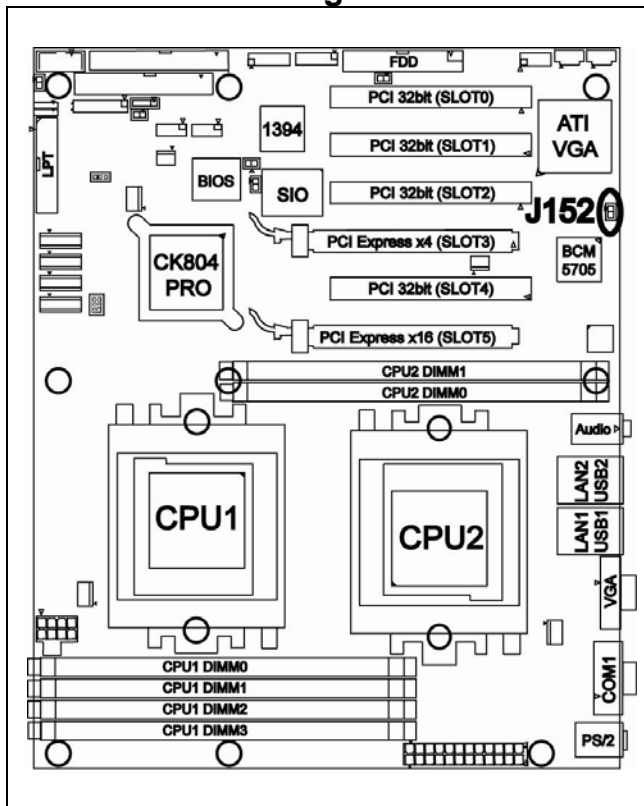 FDD
PCI 32bit (SLOT0)
1394
PCI 32bit (SLOT1)
ATI
VGA
LPT
BIOS
SIO
PCI 32bit (SLOT2)
J152
PCI Express x4 (SLOT3)
CK804
PRO
BCM
5705
PCI 32bit (SLOT4)
PCI Express x16 (SLOT5)
CPU2 DIMM1
CPU2 DIMM0
Audio
CPU1
CPU2
LAN2
USB2
LAN1
USB1
VGA
CPU1 DIMM0
CPU1 DIMM1
CPU1 DIMM2
CPU1 DIMM3
COM1
PS/2